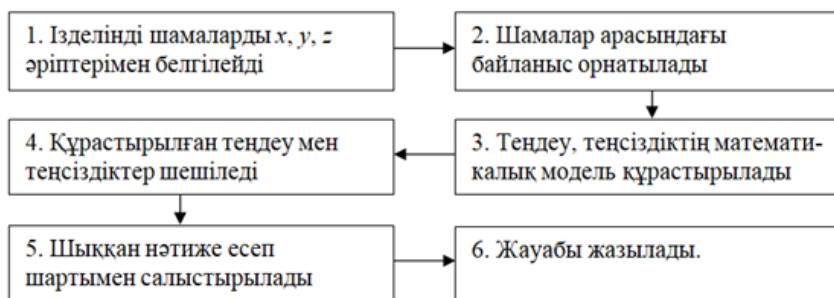 1. Ізделінді шамаларды x, y, z
әріптерімен белгілейді
2. Шамалар арасындағы
байланыс орнатылады
3. Теңдеу, теңсіздіктің математи-
калық модель құрастырылады
4. Құрастырылған теңдеу мен
теңсіздіктер шешіледі
5. Шыққан нәтиже есеп
шартымен салыстырылады
6. Жауабы жазылады.